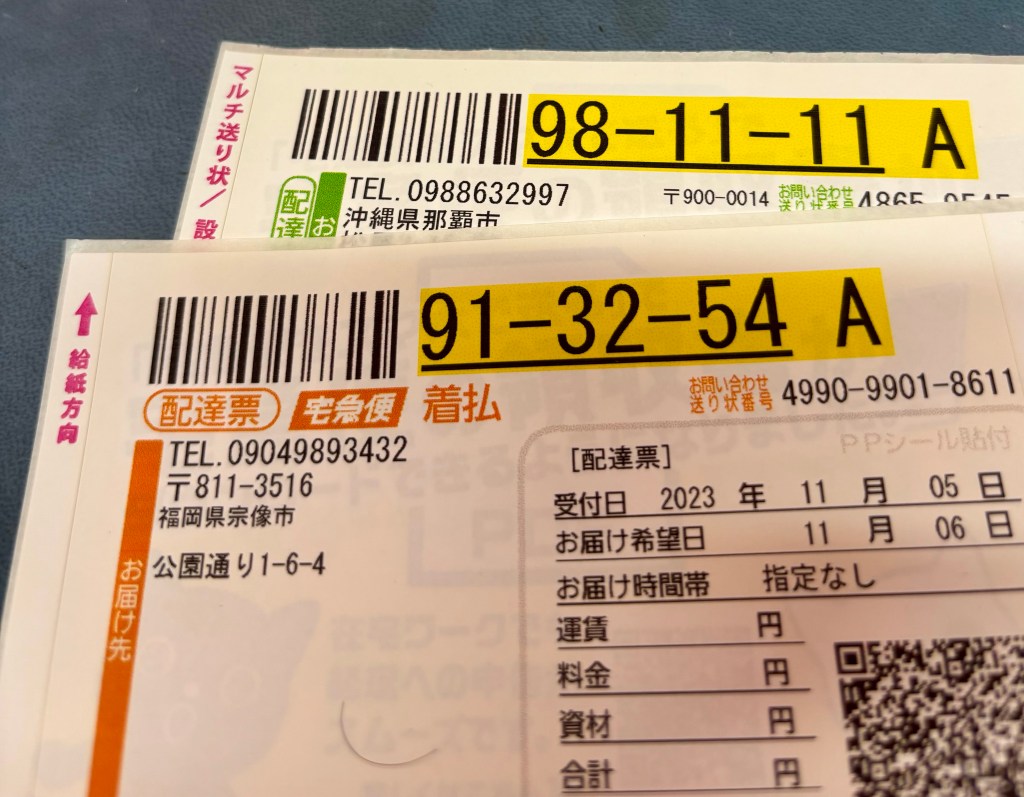 マルチ送り状/設
98-11-11 A
配達
お
TEL.0988632997
〒900-0014
お問い合わせ
送り状番号
沖縄県那覇市
↑給紙方向
91-32-54 A
配達票 宅急便 着払
お問い合わせ
送り状番号 4990-9901-8611
TEL.09049893432
〒811-3516
福岡県宗像市
公園通り1-6-4
お届け先
PPシール貼付
[配達票]
受付日 2023 年 11 月 05 日
お届け希望日 11 月 06 日
お届け時間帯 指定なし
運賃 円
料金 円
資材 円
合計 円